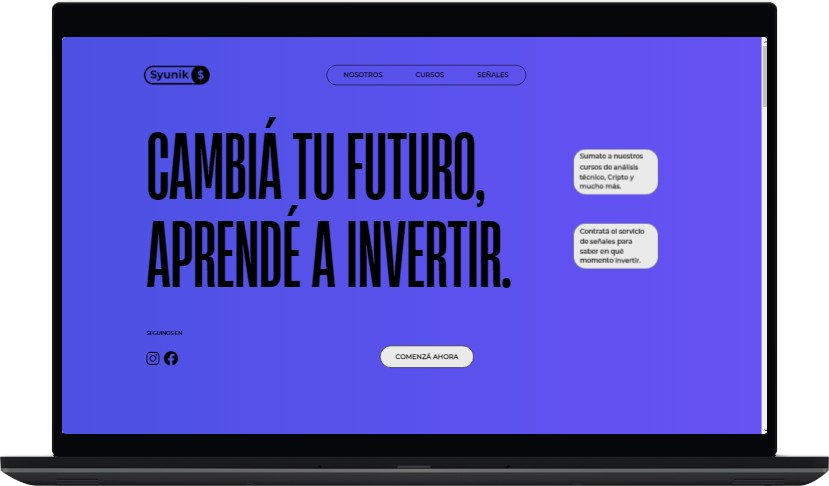 Syunik $
NOSOTROS CURSOS SEÑALES
CAMBIÁ TU FUTURO,
APRENDÉ A INVERTIR.
Sumate a nuestros
cursos de análisis
técnico, Cripto y
mucho más.
Contratá el servicio
de señales para
saber en qué
momento invertir.
SEGUINOS EN
COMENZÁ AHORA